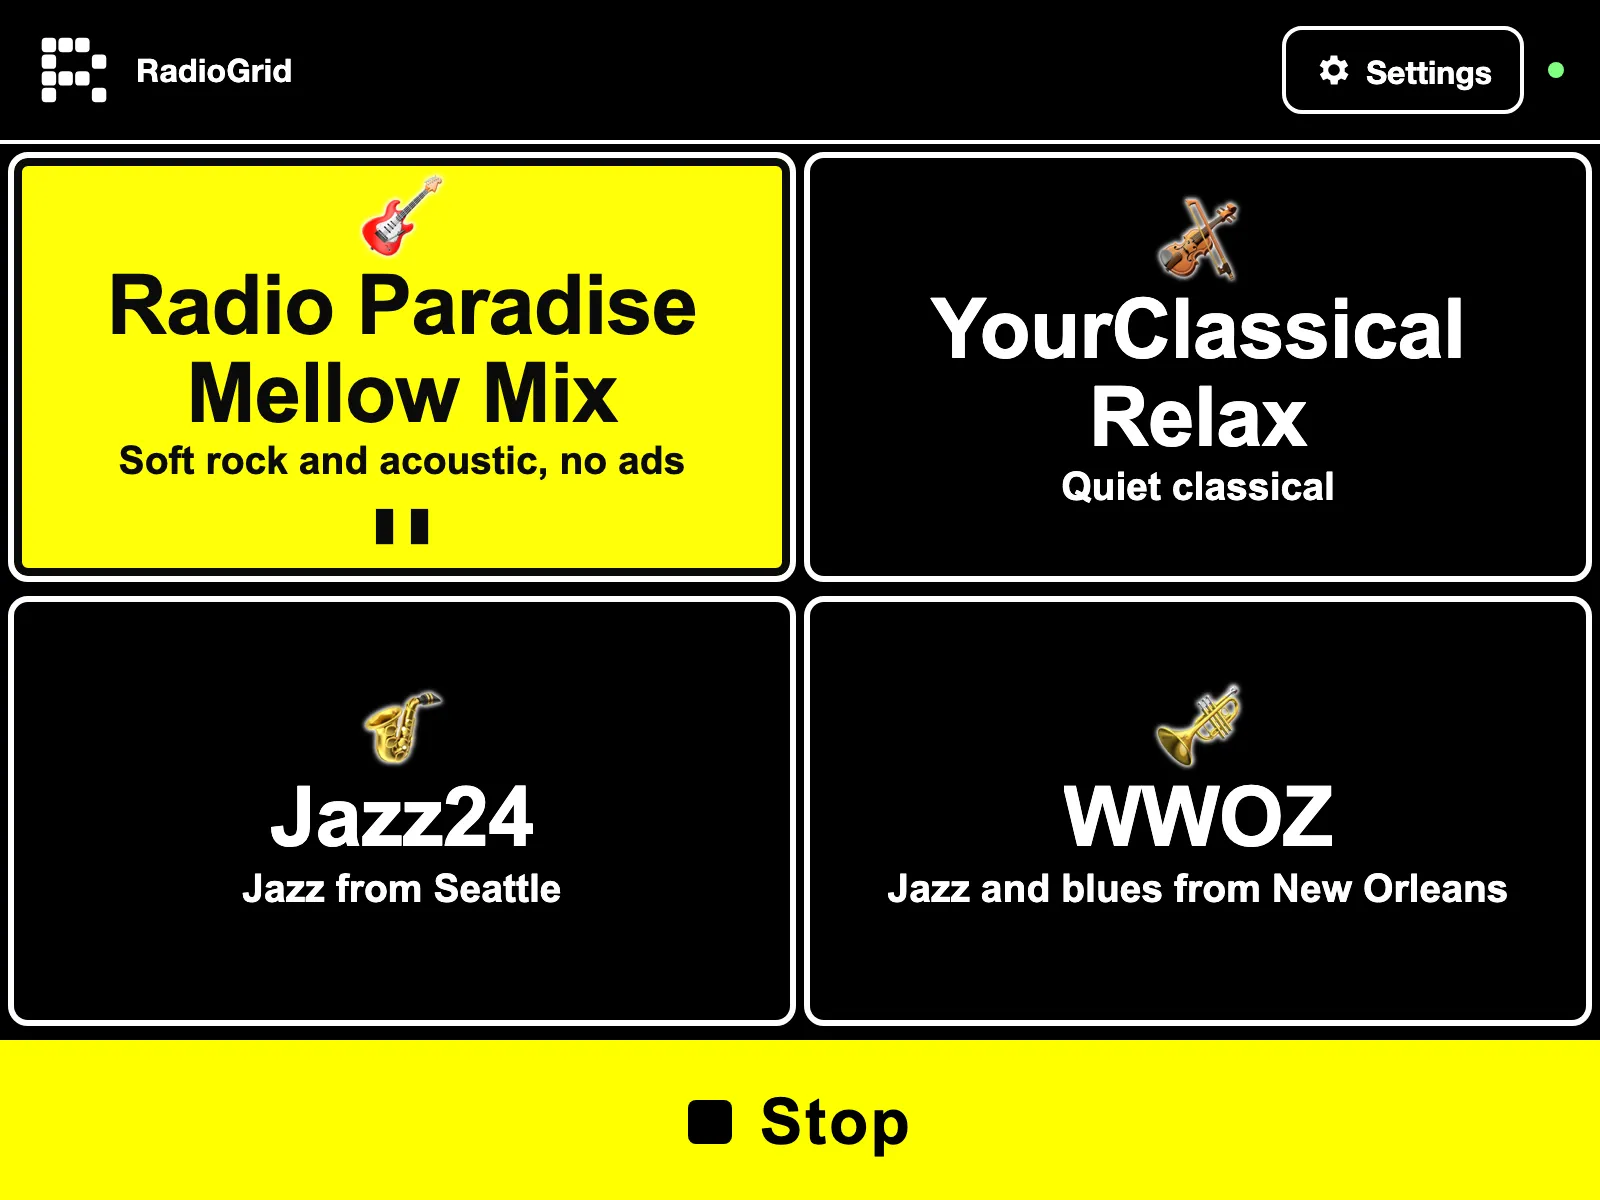 RadioGrid
Settings
Radio Paradise
Mellow Mix
Soft rock and acoustic, no ads
YourClassical
Relax
Quiet classical
Jazz24
Jazz from Seattle
WWOZ
Jazz and blues from New Orleans
Stop